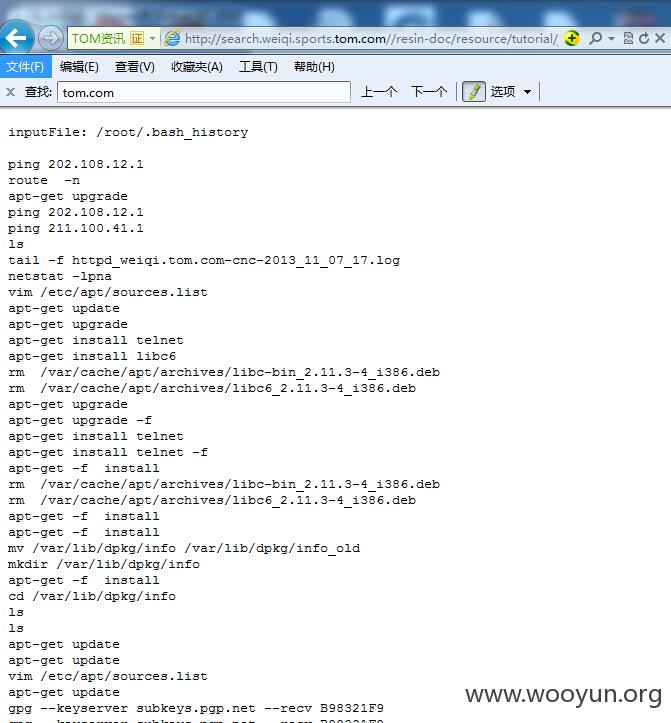 TOM资讯 证 http://search.weiqi.sports.tom.com//resin-doc/resource/tutorial/
文件(F) 编辑(E) 查看(V) 收藏夹(A) 工具(T) 帮助(H)
查找: tom.com 上一个 下一个 选项
inputFile: /root/.bash_history
ping 202.108.12.1
route  -n
apt-get upgrade
ping 202.108.12.1
ping 211.100.41.1
ls
tail -f httpd_weiqi.tom.com-cnc-2013_11_07_17.log
netstat -lpna
vim /etc/apt/sources.list
apt-get update
apt-get upgrade
apt-get install telnet
apt-get install libc6
rm  /var/cache/apt/archives/libc-bin_2.11.3-4_i386.deb
rm  /var/cache/apt/archives/libc6_2.11.3-4_i386.deb
apt-get upgrade
apt-get upgrade -f
apt-get install telnet
apt-get install telnet -f
apt-get -f  install
rm  /var/cache/apt/archives/libc-bin_2.11.3-4_i386.deb
rm  /var/cache/apt/archives/libc6_2.11.3-4_i386.deb
apt-get -f  install
apt-get -f  install
mv /var/lib/dpkg/info /var/lib/dpkg/info_old
mkdir /var/lib/dpkg/info
apt-get -f  install
cd /var/lib/dpkg/info
ls
ls
apt-get update
apt-get update
vim /etc/apt/sources.list
apt-get update
gpg --keyserver subkeys.pgp.net --recv B98321F9
www.wooyun.org